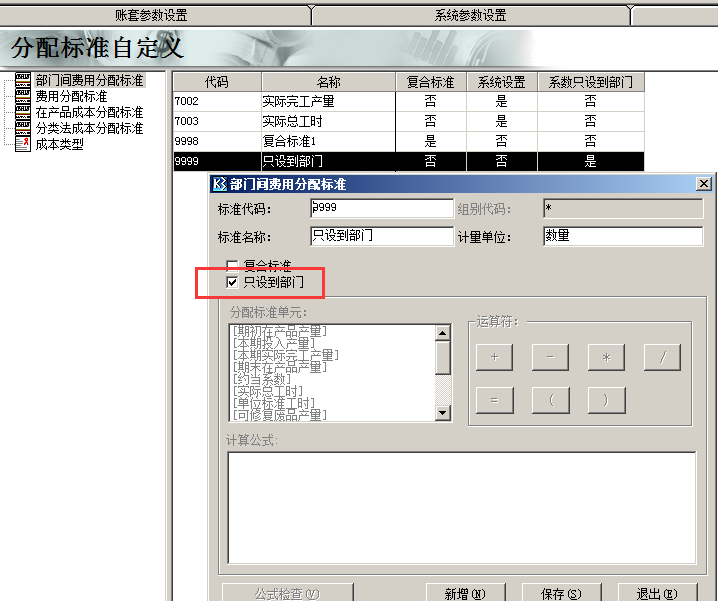 账套参数设置 系统参数设置
分配标准自定义
部门间费用分配标准
费用分配标准
在产品成本分配标准
分类法成本分配标准
成本类型
代码 名称 复合标准 系统设置 系数只设到部门
7002 实际完工产量 否 是 否
7003 实际总工时 否 是 否
9998 复合标准1 是 否 否
9999 只设到部门 否 否 是
部门间费用分配标准
标准代码: 9999 组别代码: *
标准名称: 只设到部门 计量单位: 数量
复合标准
只设到部门
分配标准单元:
[期初在产品产量]
[本期投入产量]
[本期实际完工产量]
[期末在产品产量]
[约当系数]
[实际总工时]
[单位标准工时]
[可修复废品产量]
运算符:
+ - * /
= ( )
计算公式:
公式检查(V) 新增(N) 保存(S) 退出(E)